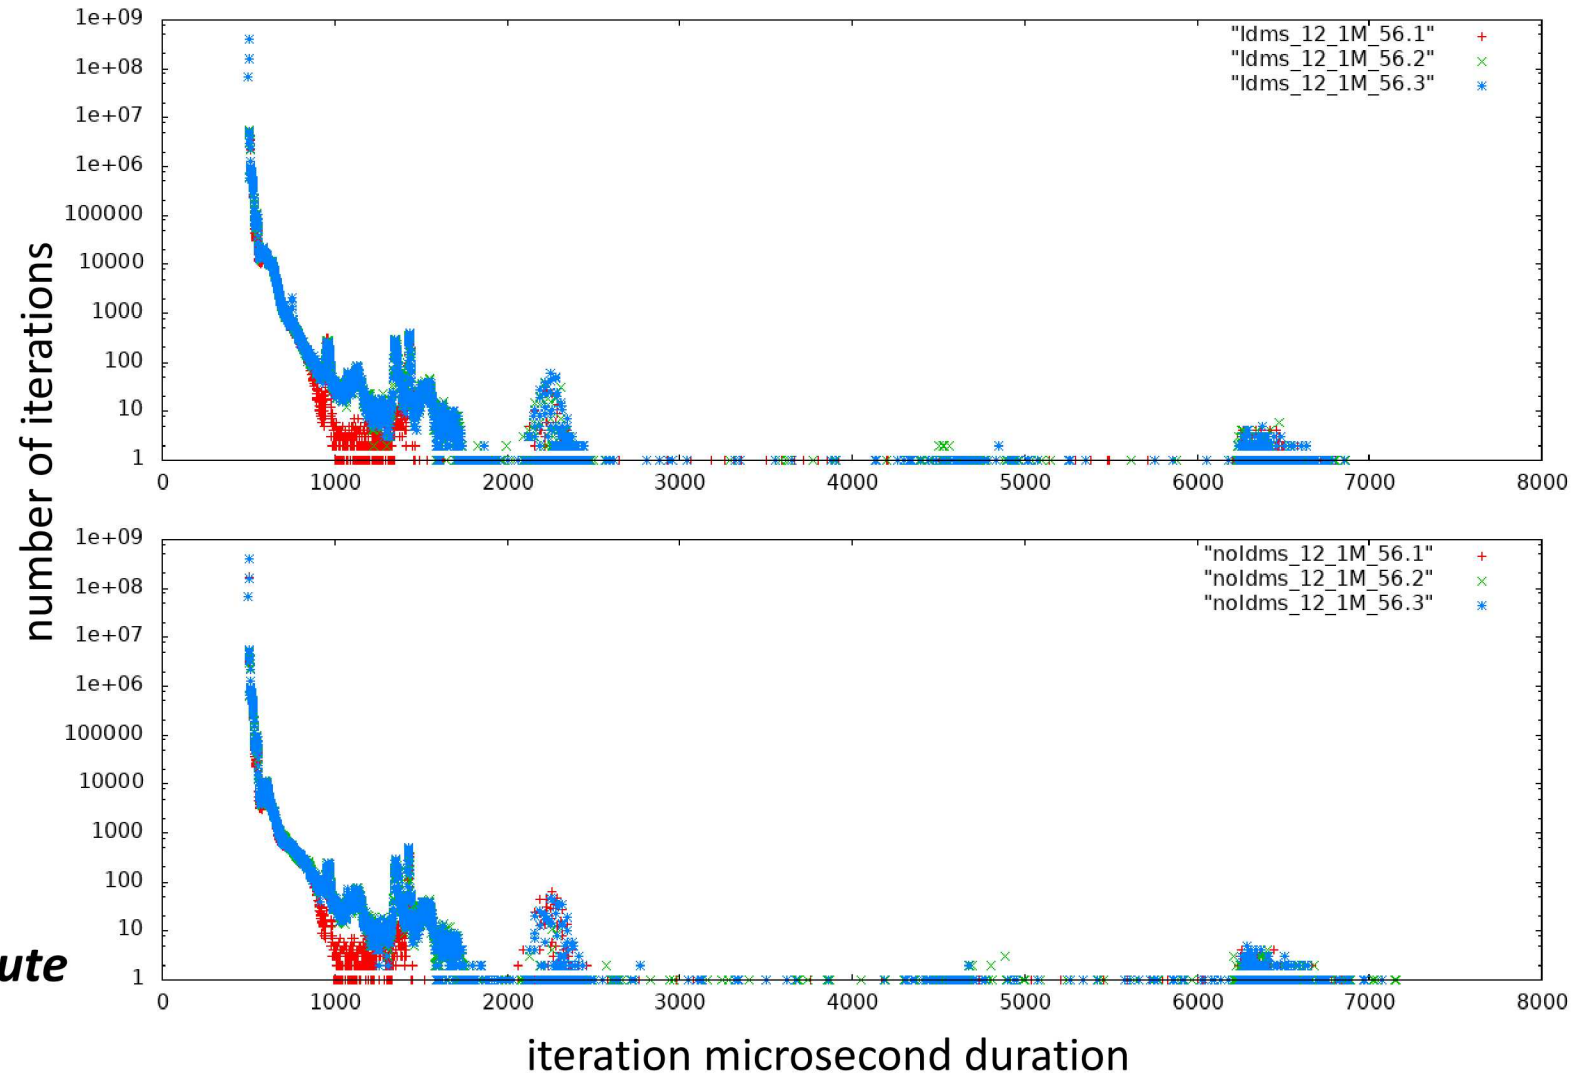 number of iterations
1e+09
1e+08
1e+07
1e+06
100000
10000
1000
100
10
1
0 1000 2000 3000 4000 5000 6000 7000 8000
"ldms_12_1M_56.1"
"ldms_12_1M_56.2"
"ldms_12_1M_56.3"
1e+09
1e+08
1e+07
1e+06
100000
10000
1000
100
10
1
0 1000 2000 3000 4000 5000 6000 7000 8000
"noldms_12_1M_56.1"
"noldms_12_1M_56.2"
"noldms_12_1M_56.3"
ute
iteration microsecond duration